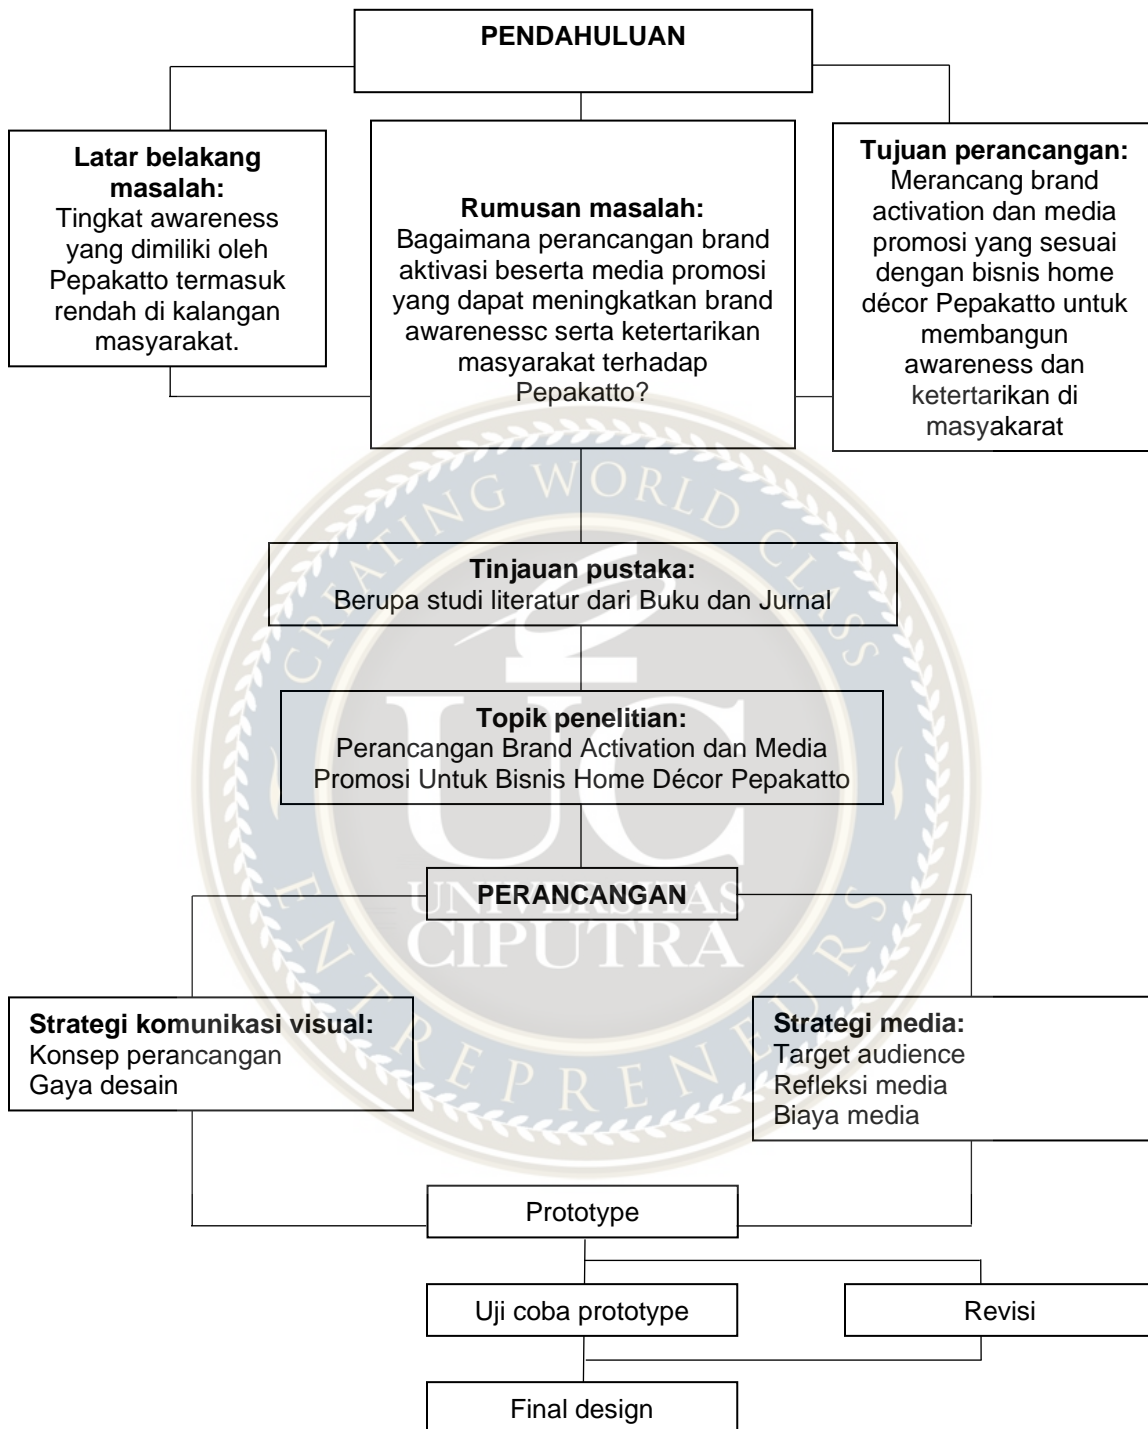 PENDAHULUAN
Latar belakang
masalah:
Tingkat awareness
yang dimiliki oleh
Pepakatto termasuk
rendah di kalangan
masyarakat.
Rumusan masalah:
Bagaimana perancangan brand
aktivasi beserta media promosi
yang dapat meningkatkan brand
awarenessc serta ketertarikan
masyarakat terhadap
Pepakatto?
Tujuan perancangan:
Merancang brand
activation dan media
promosi yang sesuai
dengan bisnis home
décor Pepakatto untuk
membangun
awareness dan
ketertarikan di
masyakarat
Tinjauan pustaka:
Berupa studi literatur dari Buku dan Jurnal
Topik penelitian:
Perancangan Brand Activation dan Media
Promosi Untuk Bisnis Home Décor Pepakatto
PERANCANGAN
Strategi komunikasi visual:
Konsep perancangan
Gaya desain
Strategi media:
Target audience
Refleksi media
Biaya media
Prototype
Uji coba prototype
Revisi
Final design
CREATING WORLD CLASS
UC
UNIVERSITAS
CIPUTRA
ENTREPRENEURS